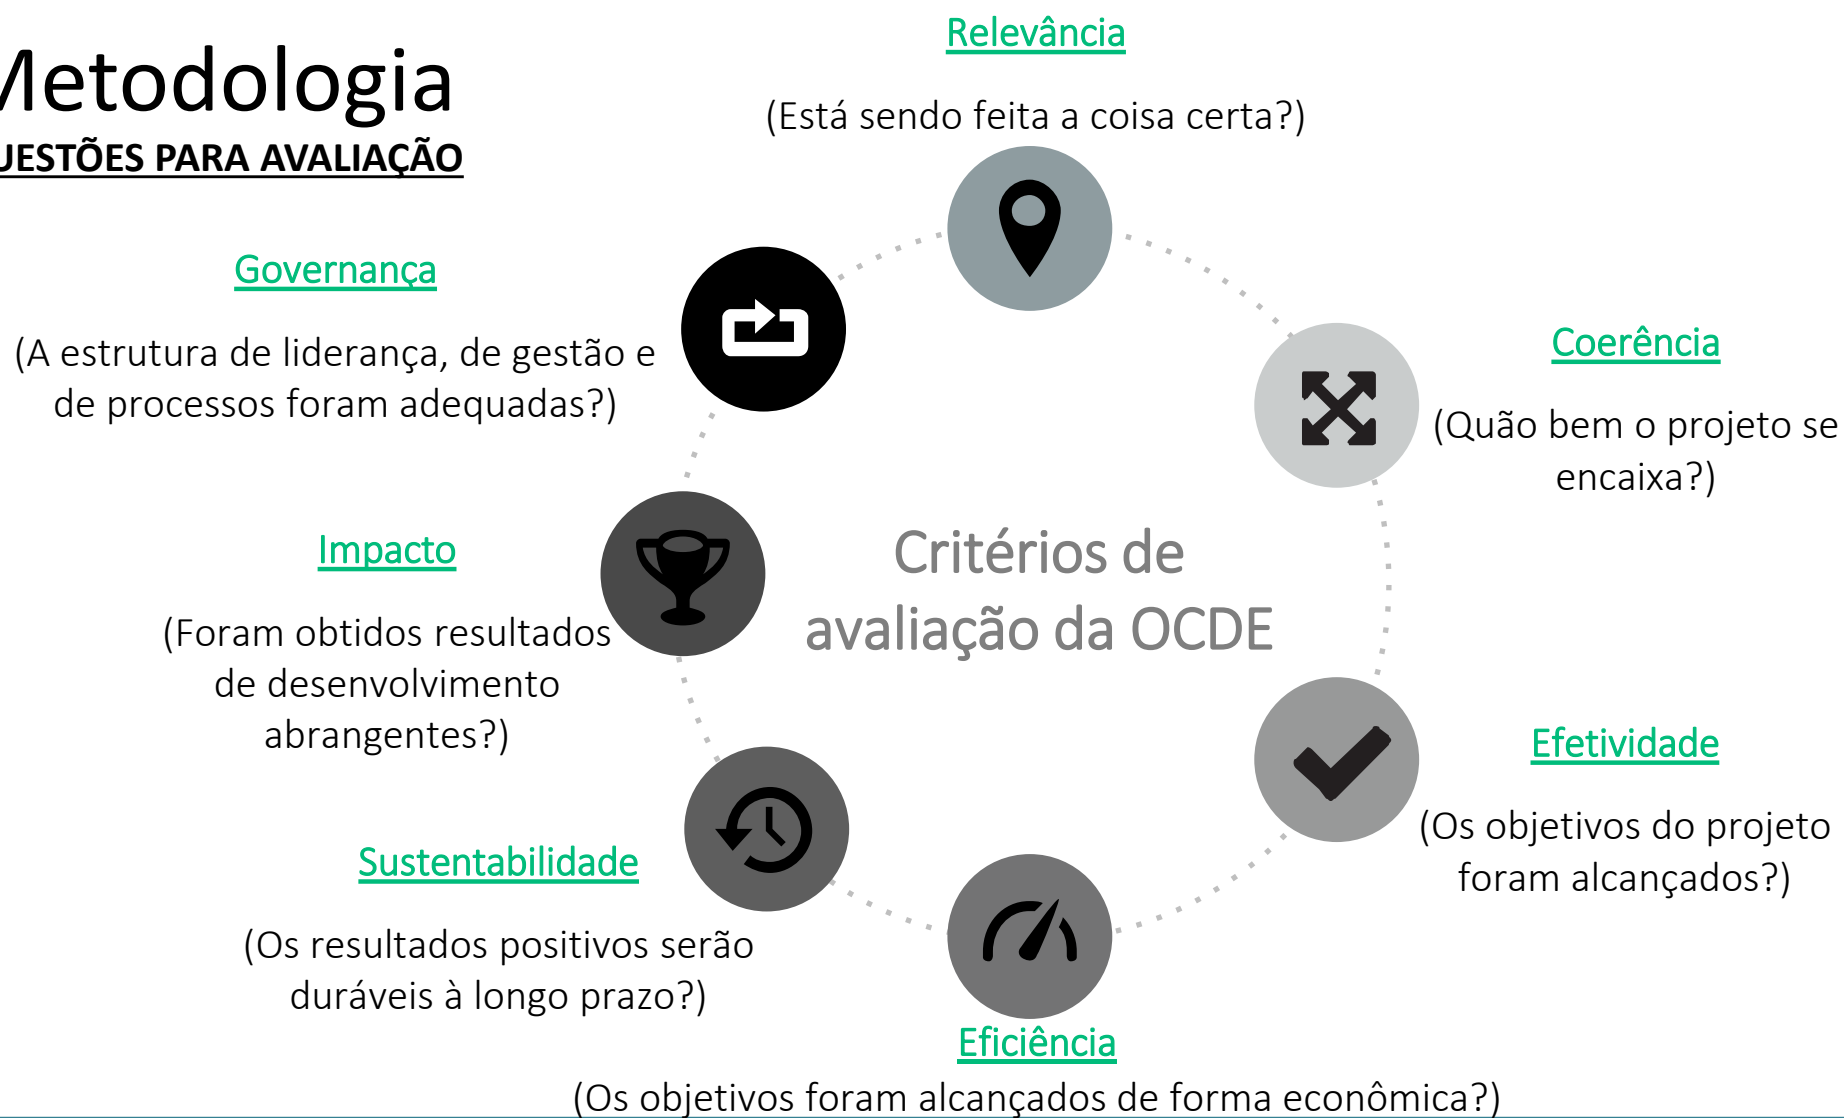 Metodologia
UESTÕES PARA AVALIAÇÃO
Relevância
(Está sendo feita a coisa certa?)
Coerência
(Quão bem o projeto se
encaixa?)
Efetividade
(Os objetivos do projeto
foram alcançados?)
Eficiência
(Os objetivos foram alcançados de forma econômica?)
Sustentabilidade
(Os resultados positivos serão
duráveis à longo prazo?)
Impacto
(Foram obtidos resultados
de desenvolvimento
abrangentes?)
Governança
(A estrutura de liderança, de gestão e
de processos foram adequadas?)
Critérios de
avaliação da OCDE